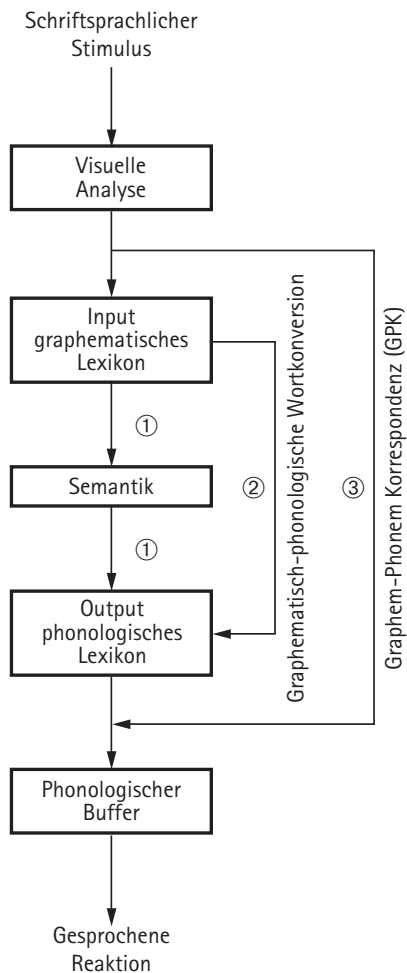 Schriftsprachlicher
Stimulus
Visuelle
Analyse
Input
graphematisches
Lexikon
①
Semantik
①
Output
phonologisches
Lexikon
②
Graphematisch-phonologische Wortkonversion
③
Graphem-Phonem Korrespondenz (GPK)
Phonologischer
Buffer
Gesprochene
Reaktion